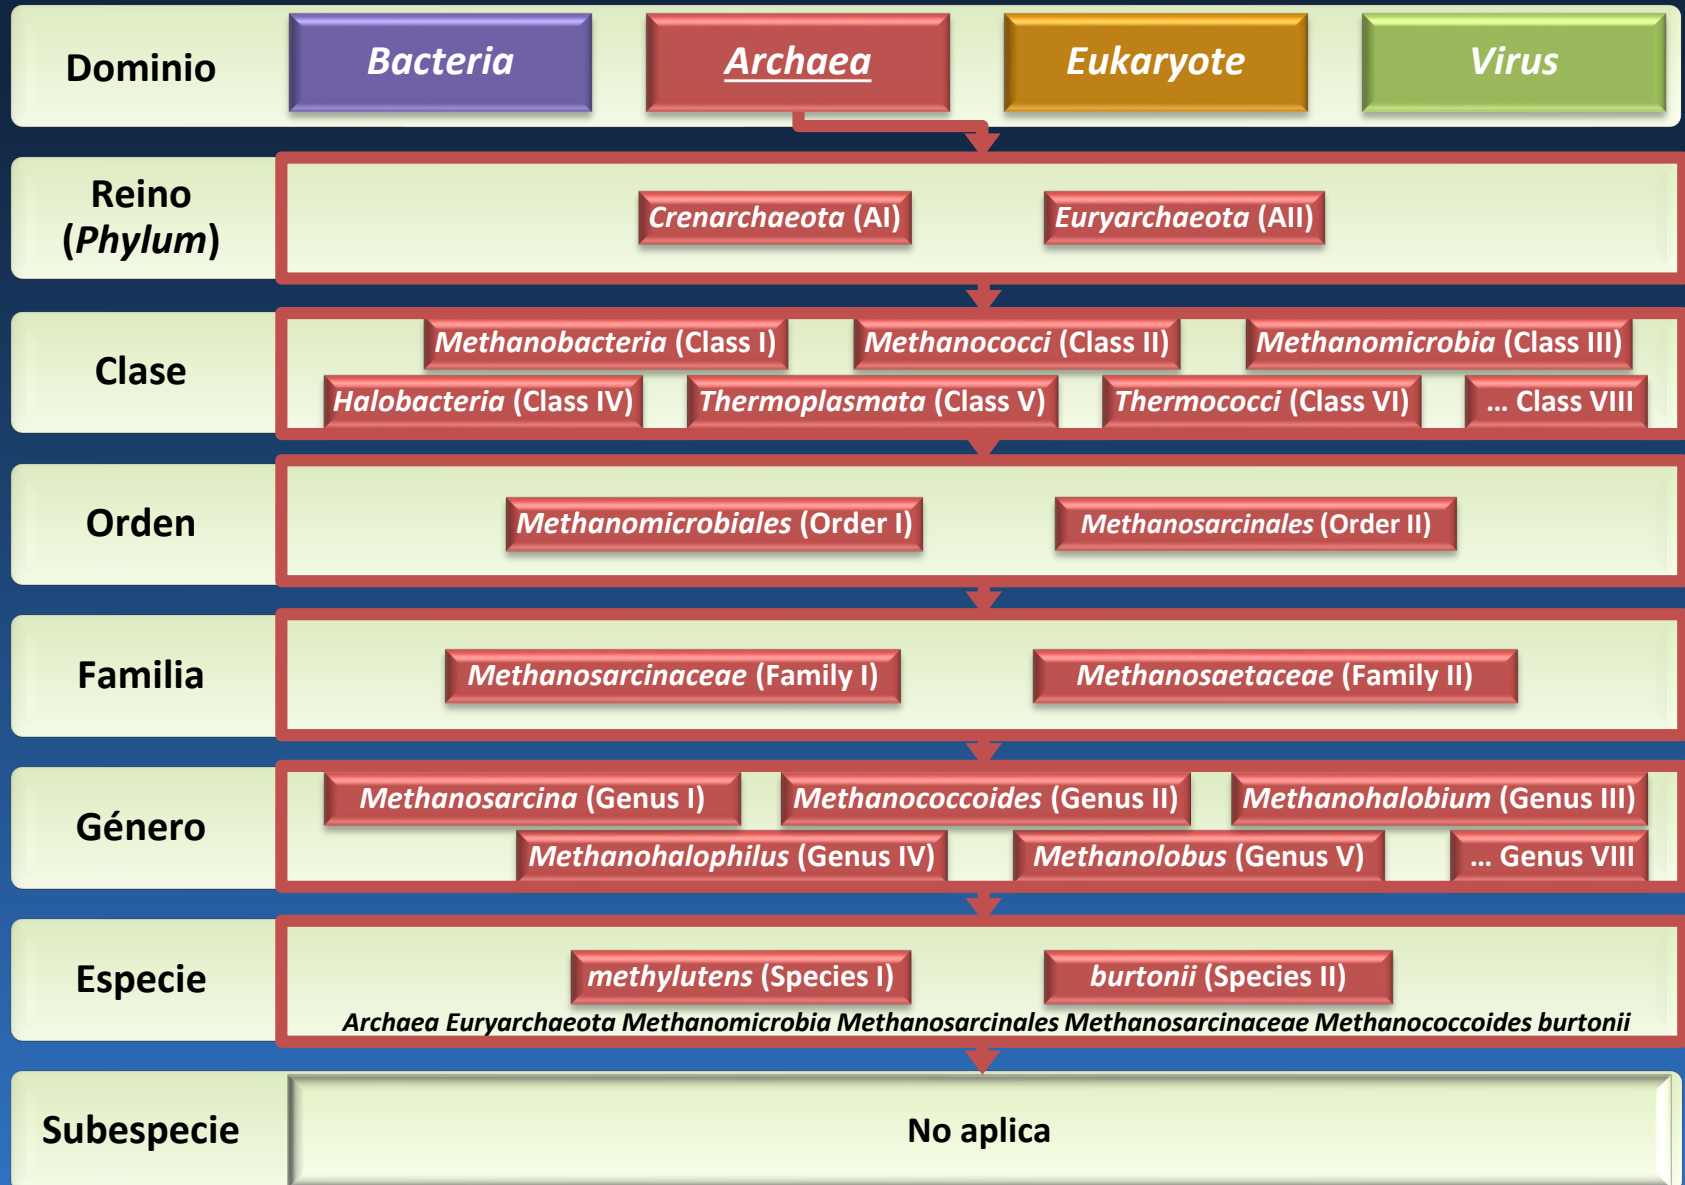 Dominio
Bacteria
Archaea
Eukaryote
Virus
Reino
(Phylum)
Crenarchaeota (AI)
Euryarchaeota (AII)
Clase
Methanobacteria (Class I)
Methanococci (Class II)
Methanomicrobia (Class III)
Halobacteria (Class IV)
Thermoplasmata (Class V)
Thermococci (Class VI)
... Class VIII
Orden
Methanomicrobiales (Order I)
Methanosarcinales (Order II)
Familia
Methanosarcinaceae (Family I)
Methanosaetaceae (Family II)
Género
Methanosarcina (Genus I)
Methanococcoides (Genus II)
Methanohalobium (Genus III)
Methanohalophilus (Genus IV)
Methanolobus (Genus V)
... Genus VIII
Especie
methylutens (Species I)
burtonii (Species II)
Archaea Euryarchaeota Methanomicrobia Methanosarcinales Methanosarcinaceae Methanococcoides burtonii
Subespecie
No aplica